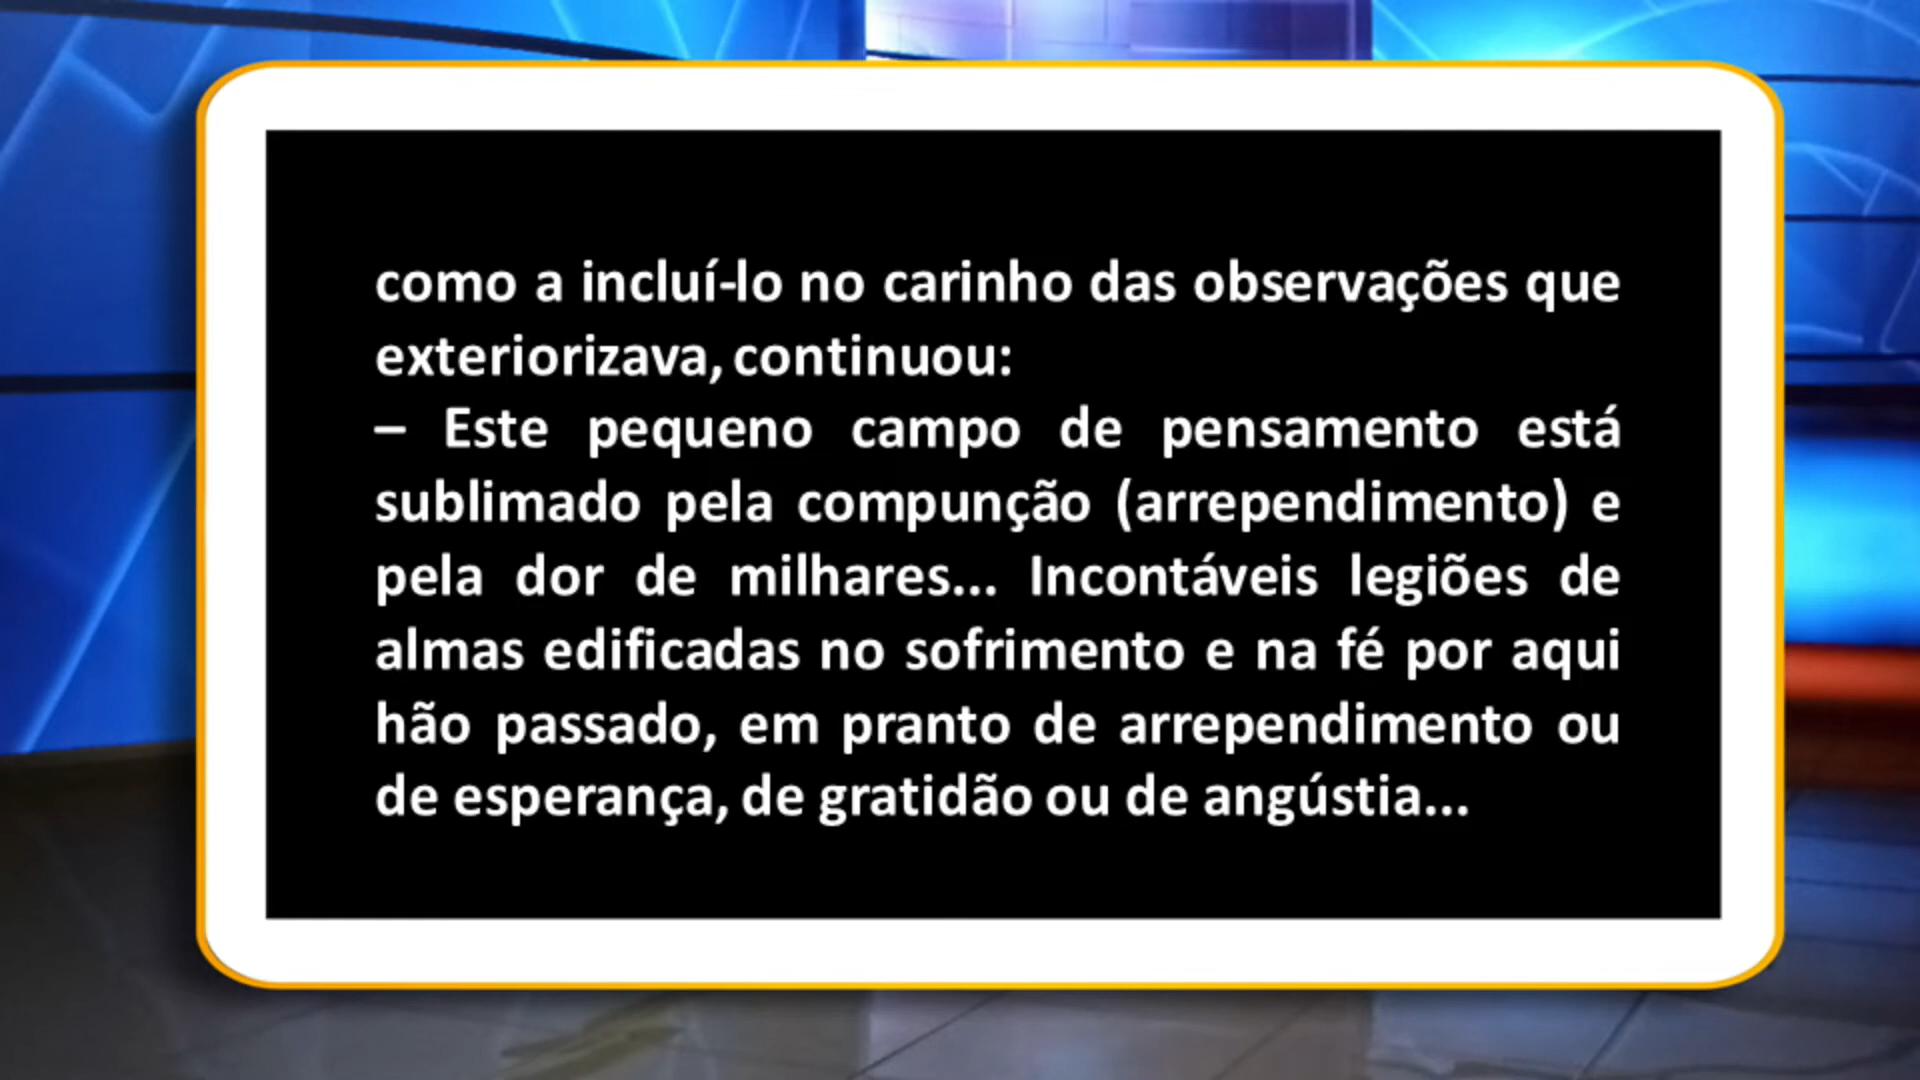 como a incluí-lo no carinho das observações que
exteriorizava, continuou:
– Este pequeno campo de pensamento está
sublimado pela compunção (arrependimento) e
pela dor de milhares... Incontáveis legiões de
almas edificadas no sofrimento e na fé por aqui
hão passado, em pranto de arrependimento ou
de esperança, de gratidão ou de angústia...